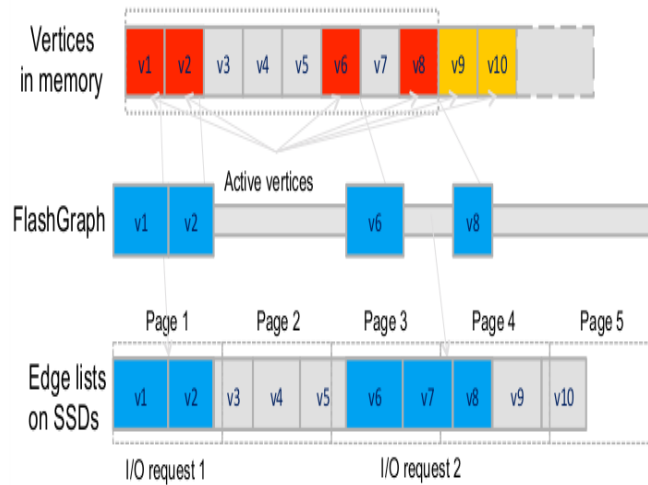 Vertices in memory
v1 v2 v3 v4 v5 v6 v7 v8 v9 v10
Active vertices
FlashGraph
v1 v2 v6 v8
Page 1 Page 2 Page 3 Page 4 Page 5
Edge lists on SSDs
v1 v2 v3 v4 v5 v6 v7 v8 v9 v10
I/O request 1 I/O request 2